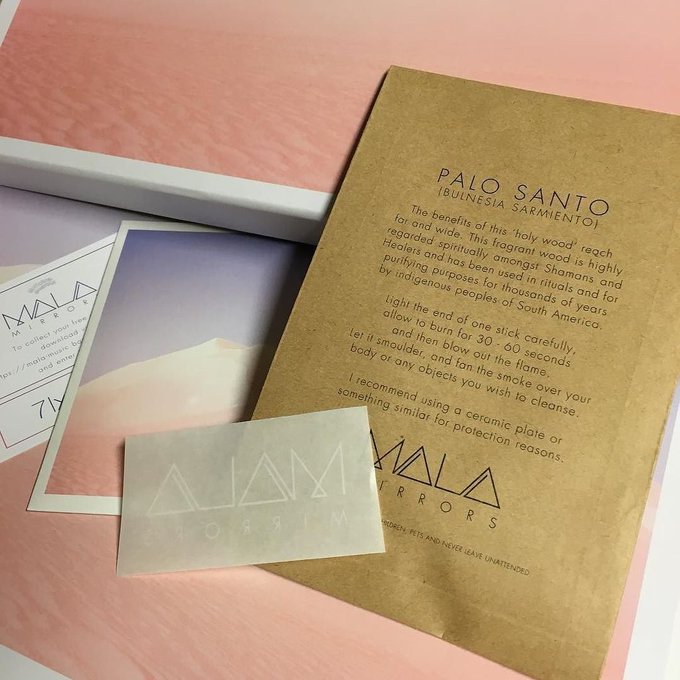 PALO SANTO
(BULNESIA SARMIENTO)
The benefits of this 'holy wood' reach
far and wide. This fragrant wood is highly
regarded spiritually amongst Shamans and
Healers and has been used in rituals and for
purifying purposes for thousands of years
by indigenous peoples of South America.
Light the end of one stick carefully,
allow to burn for 30 - 60 seconds
and then blow out the flame.
Let it smoulder, and fan the smoke over your
body or any objects you wish to cleanse.
I recommend using a ceramic plate or
something similar for protection reasons.
MALA
MIRRORS
PETS AND NEVER LEAVE UNATTENDED
MALA
MIRRORS
To collect your free
download
and enter
MALA
MIRRORS